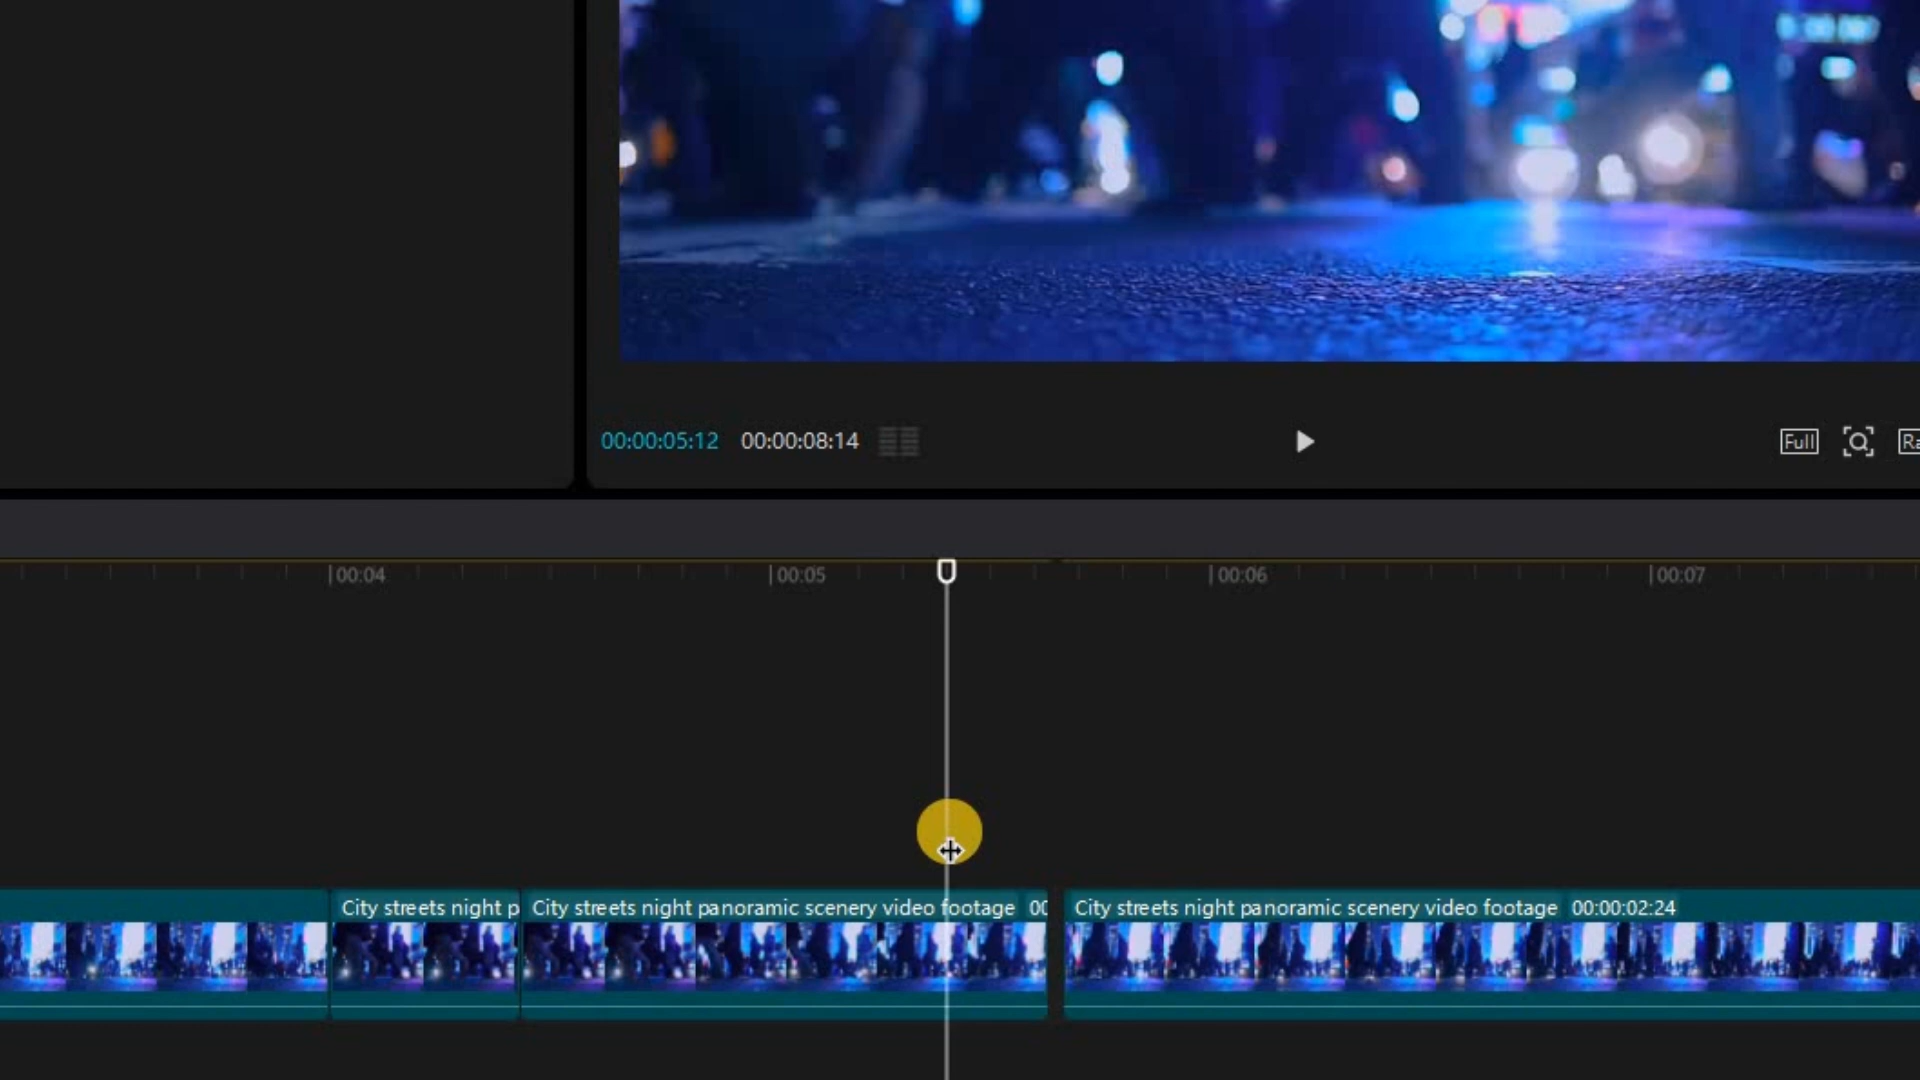 00:00:05:12 00:00:08:14
Full
00:04 00:05 00:06 00:07
City streets night p
City streets night panoramic scenery video footage 00
City streets night panoramic scenery video footage 00:00:02:24